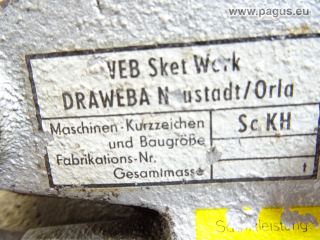 www.pagus.eu
VEB Sket Werk
DRAWEBA N ustadt/Orla
Maschinen-Kurzzeichen
und Baugröße
Sc KH
Fabrikations-Nr.
Gesamtmasse
t